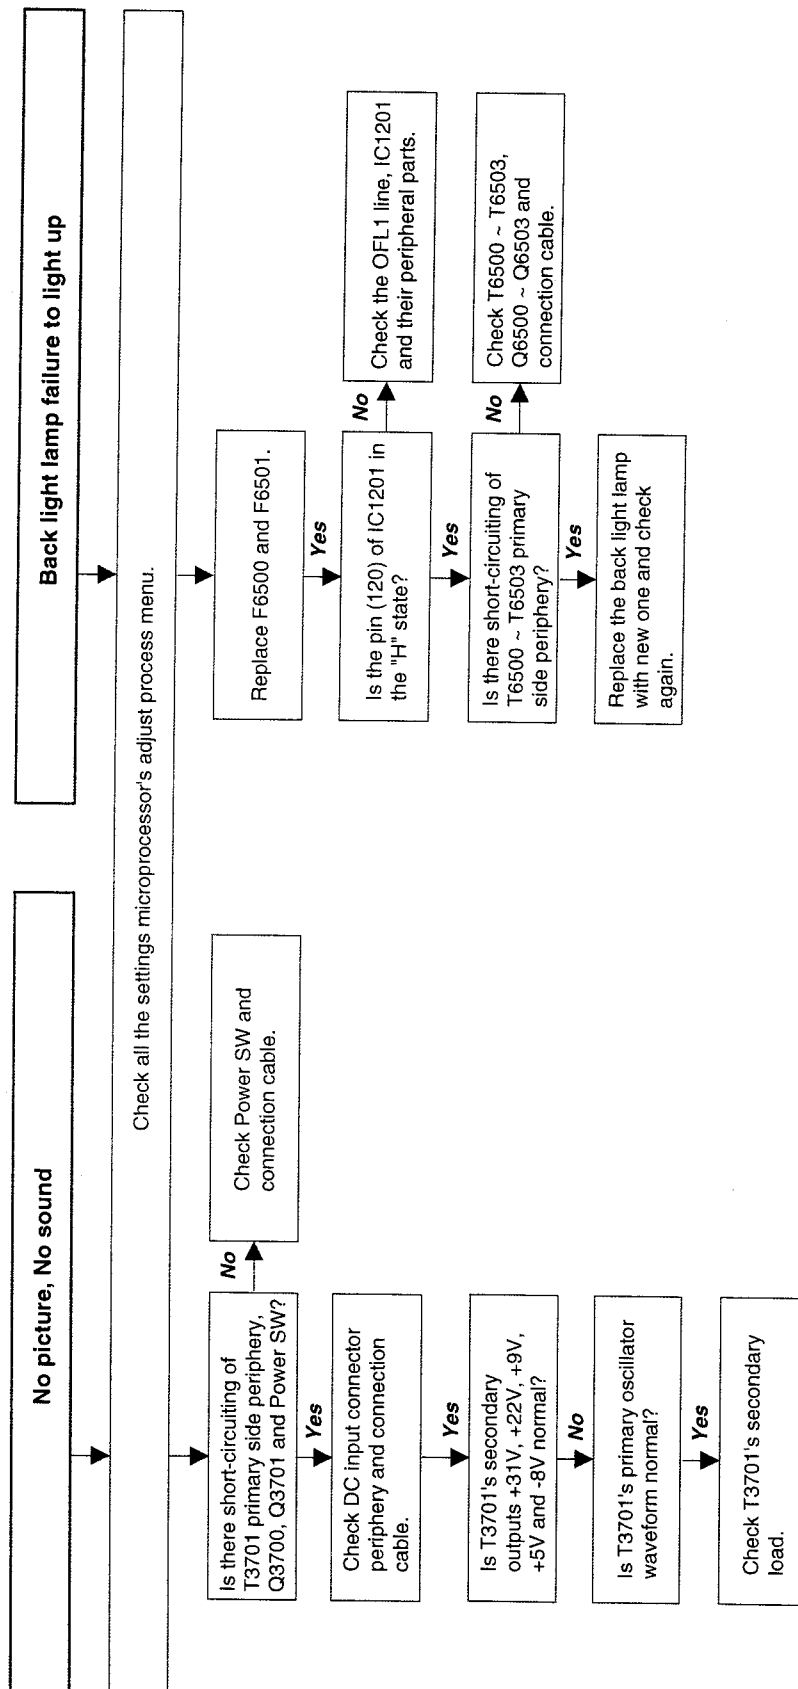 No picture, No sound
Back light lamp failure to light up
Check all the settings microprocessor's adjust process menu.
Is there short-circuiting of
T3701 primary side periphery,
Q3700, Q3701 and Power SW?
No
Check Power SW and
connection cable.
Yes
Check DC input connector
periphery and connection
cable.
Yes
Is T3701's secondary
outputs +31V, +22V, +9V,
+5V and -8V normal?
No
Is T3701's primary oscillator
waveform normal?
Yes
Check T3701's secondary
load.
Replace F6500 and F6501.
Yes
Is the pin (120) of IC1201 in
the "H" state?
No
Check the OFL1 line, IC1201
and their peripheral parts.
Yes
Is there short-circuiting of
T6500 ~ T6503 primary
side periphery?
No
Check T6500 ~ T6503,
Q6500 ~ Q6503 and
connection cable.
Yes
Replace the back light lamp
with new one and check
again.